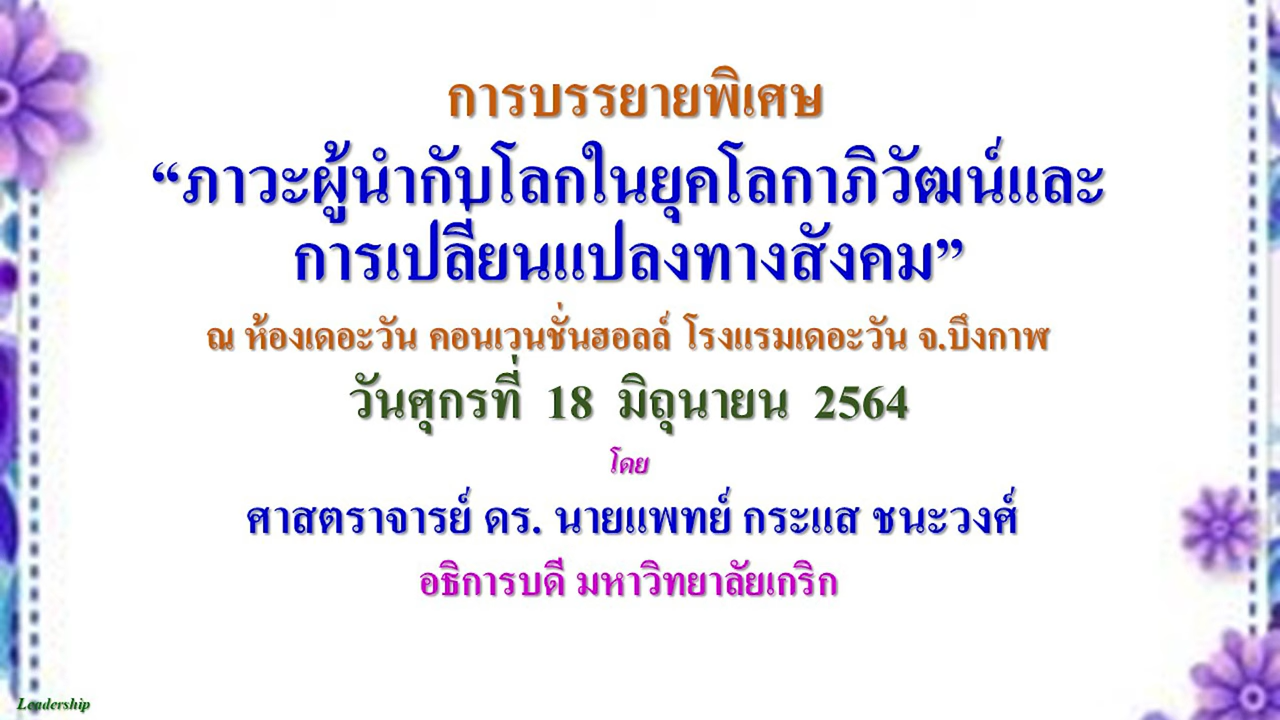 การบรรยายพิเศษ
“ภาวะผู้นำกับโลกในยุคโลกาภิวัฒน์และ
การเปลี่ยนแปลงทางสังคม”
ณ ห้องเดอะวัน คอนเวนชั่นฮอลล์ โรงแรมเดอะวัน จ.บึงกาฬ
วันศุกรที่ 18 มิถุนายน 2564
โดย
ศาสตราจารย์ ดร. นายแพทย์ กระแส ชนะวงศ์
อธิการบดี มหาวิทยาลัยเกริก
Leadership